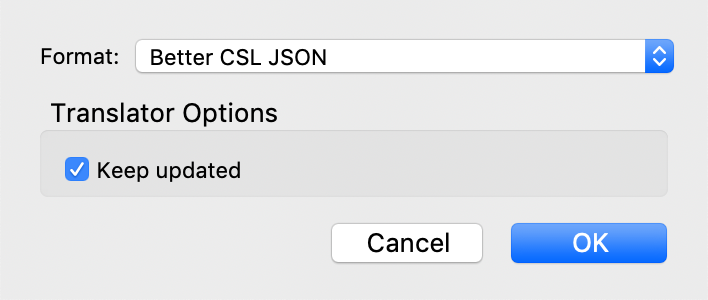 Format: Better CSL JSON
Translator Options
Keep updated
Cancel OK